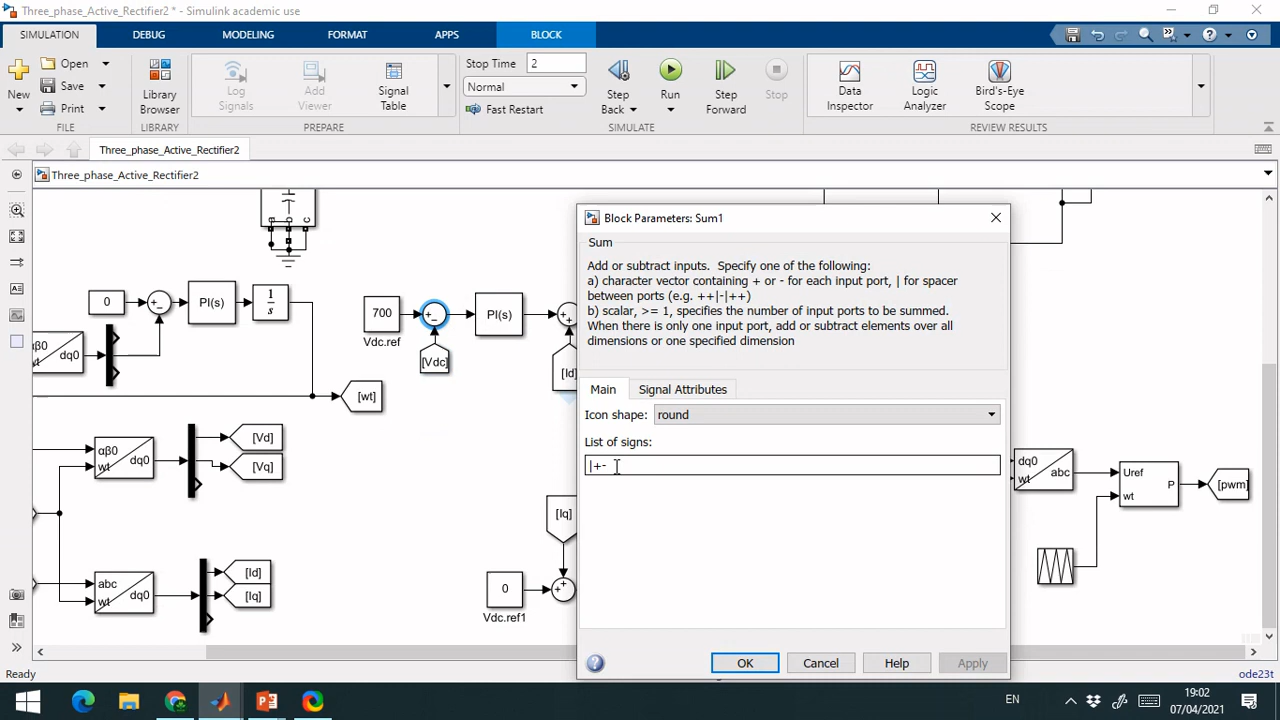 Three_phase_Active_Rectifier2 * - Simulink academic use
SIMULATION DEBUG MODELING FORMAT APPS BLOCK
New
Open
Save
Print
FILE
Library
Browser
LIBRARY
Log
Signals
Add
Viewer
Signal
Table
PREPARE
Stop Time 2
Normal
Fast Restart
Step
Back
Run
Step
Forward
Stop
SIMULATE
Data
Inspector
Logic
Analyzer
Bird's-Eye
Scope
REVIEW RESULTS
Three_phase_Active_Rectifier2
Three_phase_Active_Rectifier2
0
+
−
PI(s)
1
s
αβ0
wt
dq0
[wt]
700
Vdc.ref
+
−
[Vdc]
PI(s)
+
+
[Id]
αβ0
wt
dq0
[Vd]
[Vq]
abc
wt
dq0
[Id]
[Iq]
[Iq]
0
Vdc.ref1
+
+
dq0
wt
abc
Uref
wt
P
[pwm]
Block Parameters: Sum1
Sum
Add or subtract inputs. Specify one of the following:
a) character vector containing + or - for each input port, | for spacer
between ports (e.g. ++|-|++)
b) scalar, >= 1, specifies the number of input ports to be summed.
When there is only one input port, add or subtract elements over all
dimensions or one specified dimension
Main Signal Attributes
Icon shape: round
List of signs:
|+-
OK Cancel Help Apply
Ready
ode23t
EN
19:02
07/04/2021